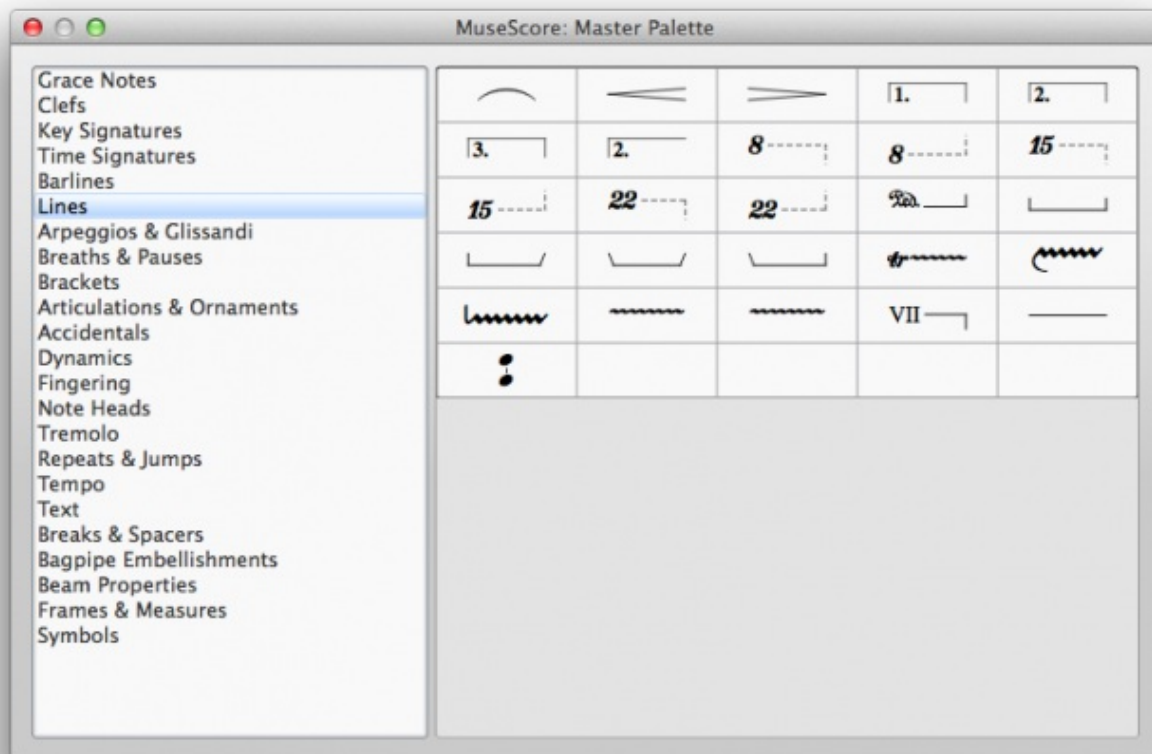 MuseScore: Master Palette
Grace Notes
Clefs
Key Signatures
Time Signatures
Barlines
Lines
Arpeggios & Glissandi
Breaths & Pauses
Brackets
Articulations & Ornaments
Accidentals
Dynamics
Fingering
Note Heads
Tremolo
Repeats & Jumps
Tempo
Text
Breaks & Spacers
Bagpipe Embellishments
Beam Properties
Frames & Measures
Symbols
1. 2.
3. 2. 8 8 15
15 22 22 Ped.
tr
VII